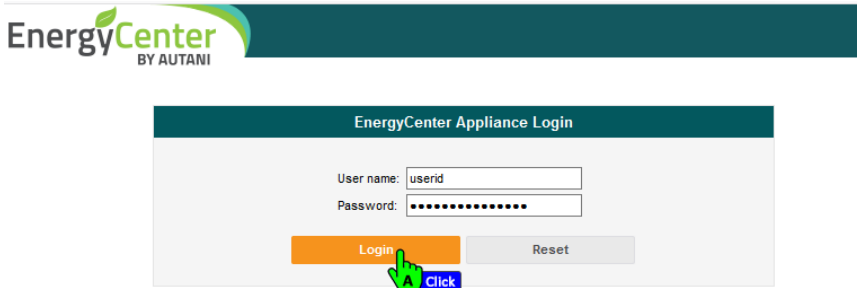 EnergyCenter
BY AUTANI
EnergyCenter Appliance Login
User name: userid
Password: •••••••••••••••
Login Reset
A Click